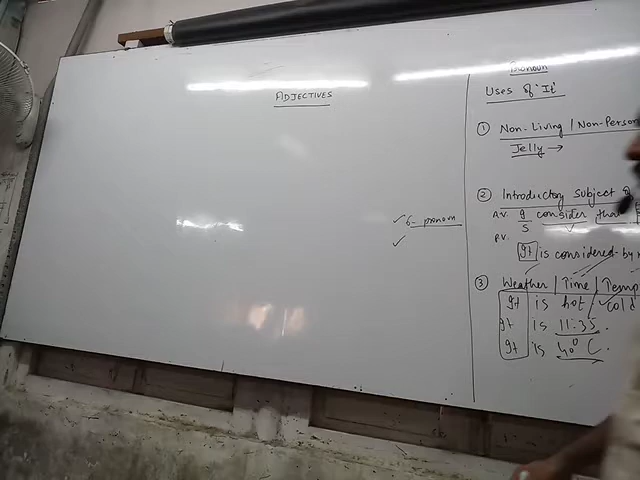 ADJECTIVES
✓ 6- pronoun
✓
Pronoun
Uses of 'It'
① Non-Living / Non-Person
Jelly →
② Introductory Subject
A.V. I consider that
S
P.V.
It is considered by
③ Weather / Time / Temp
It is hot / cold
It is 11:35.
It is 40° C.